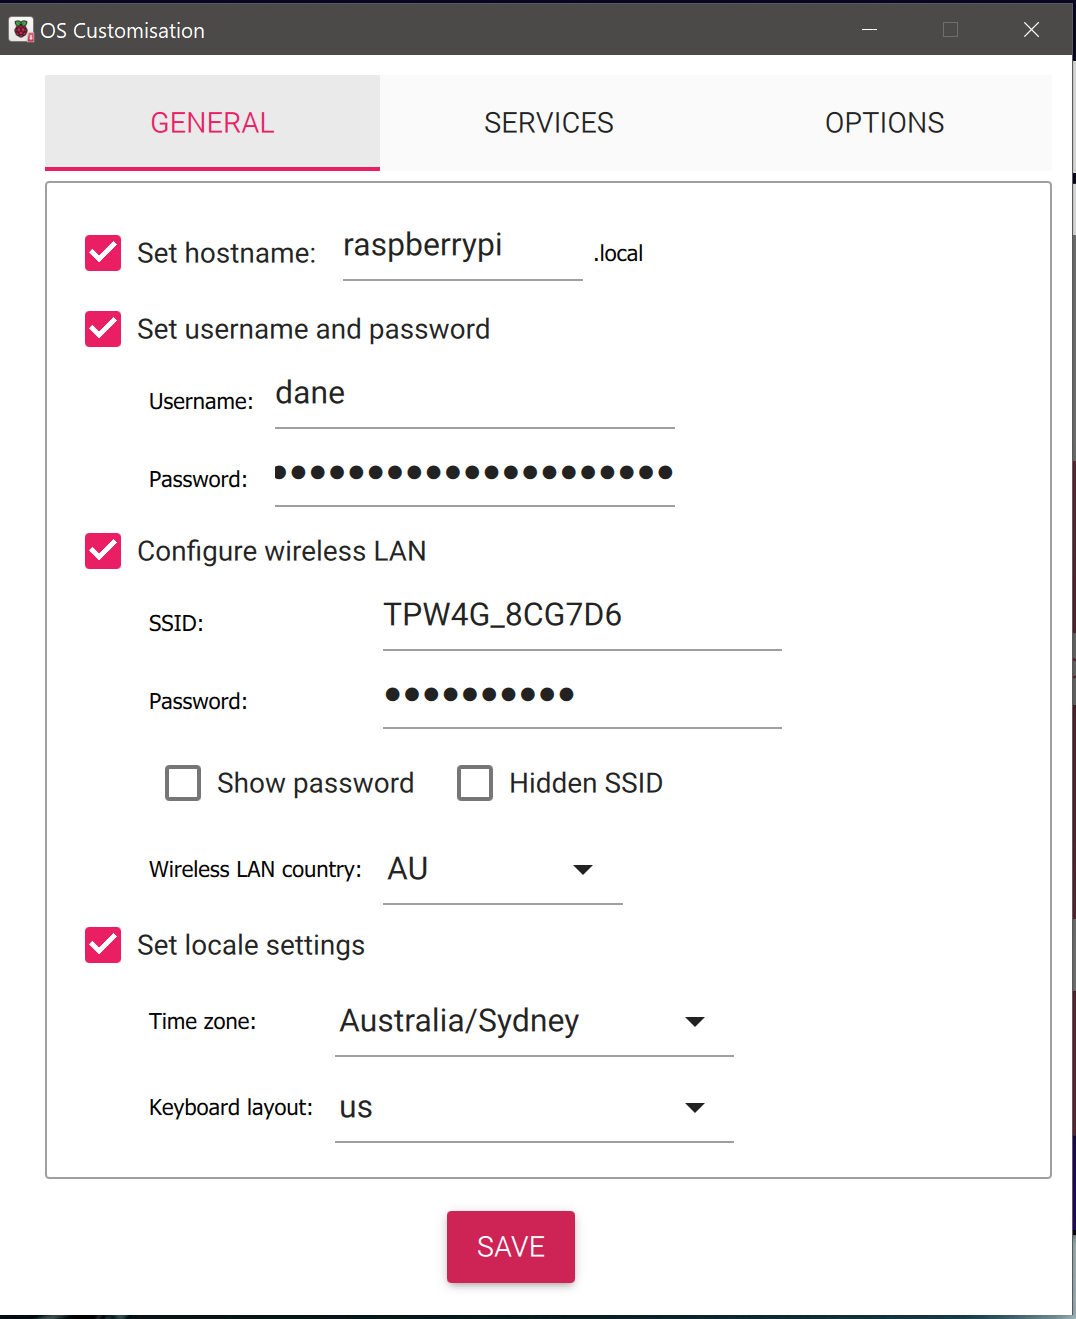 OS Customisation
GENERAL SERVICES OPTIONS
Set hostname: raspberrypi .local
Set username and password
Username: dane
Password: ●●●●●●●●●●●●●●●●●●●●●
Configure wireless LAN
SSID: TPW4G_8CG7D6
Password: ●●●●●●●●●●
Show password Hidden SSID
Wireless LAN country: AU
Set locale settings
Time zone: Australia/Sydney
Keyboard layout: us
SAVE